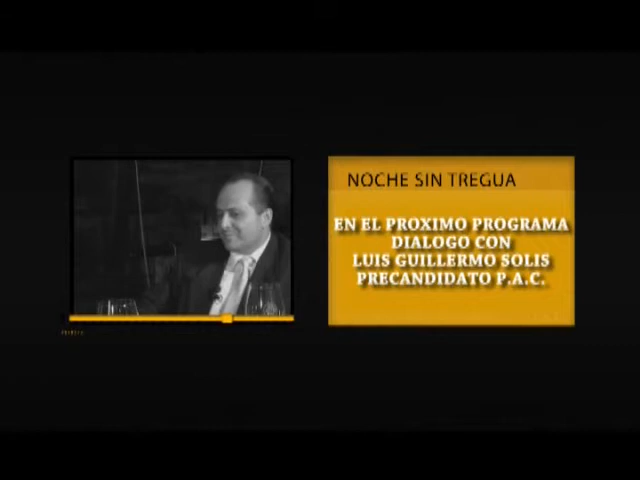 NOCHE SIN TREGUA
EN EL PROXIMO PROGRAMA
DIALOGO CON
LUIS GUILLERMO SOLIS
PRECANDIDATO P.A.C.